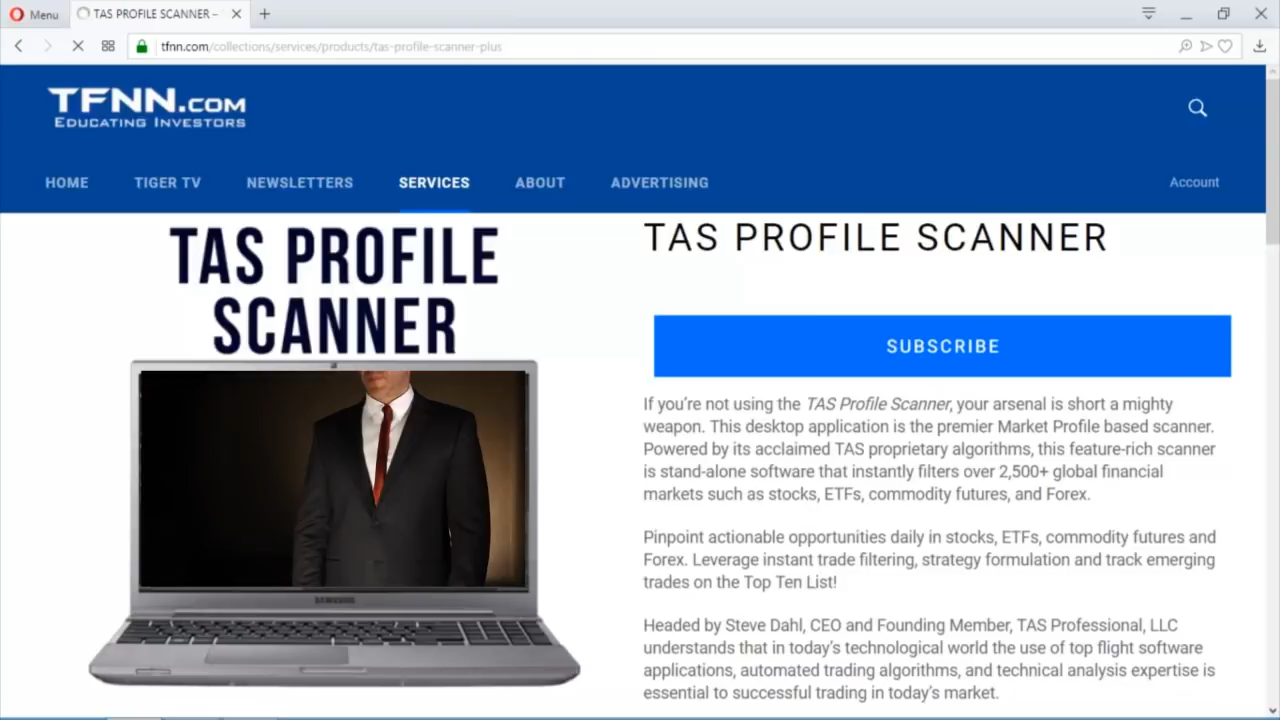 Menu
TAS PROFILE SCANNER –
tfnn.com/collections/services/products/tas-profile-scanner-plus
TFNN.COM
EDUCATING INVESTORS
HOME
TIGER TV
NEWSLETTERS
SERVICES
ABOUT
ADVERTISING
Account
TAS PROFILE
SCANNER
SAMSUNG
TAS PROFILE SCANNER
SUBSCRIBE
If you're not using the TAS Profile Scanner, your arsenal is short a mighty
weapon. This desktop application is the premier Market Profile based scanner.
Powered by its acclaimed TAS proprietary algorithms, this feature-rich scanner
is stand-alone software that instantly filters over 2,500+ global financial
markets such as stocks, ETFs, commodity futures, and Forex.
Pinpoint actionable opportunities daily in stocks, ETFs, commodity futures and
Forex. Leverage instant trade filtering, strategy formulation and track emerging
trades on the Top Ten List!
Headed by Steve Dahl, CEO and Founding Member, TAS Professional, LLC
understands that in today's technological world the use of top flight software
applications, automated trading algorithms, and technical analysis expertise is
essential to successful trading in today's market.